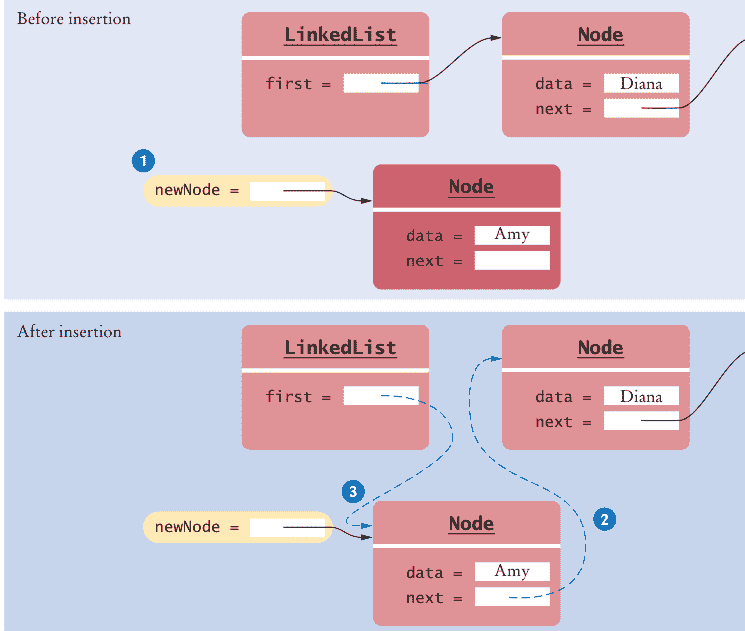 Before insertion
LinkedList
Node
first =
data = Diana
next =
1
newNode =
Node
data = Amy
next =
After insertion
LinkedList
Node
first =
data = Diana
next =
3
newNode =
Node
2
data = Amy
next =